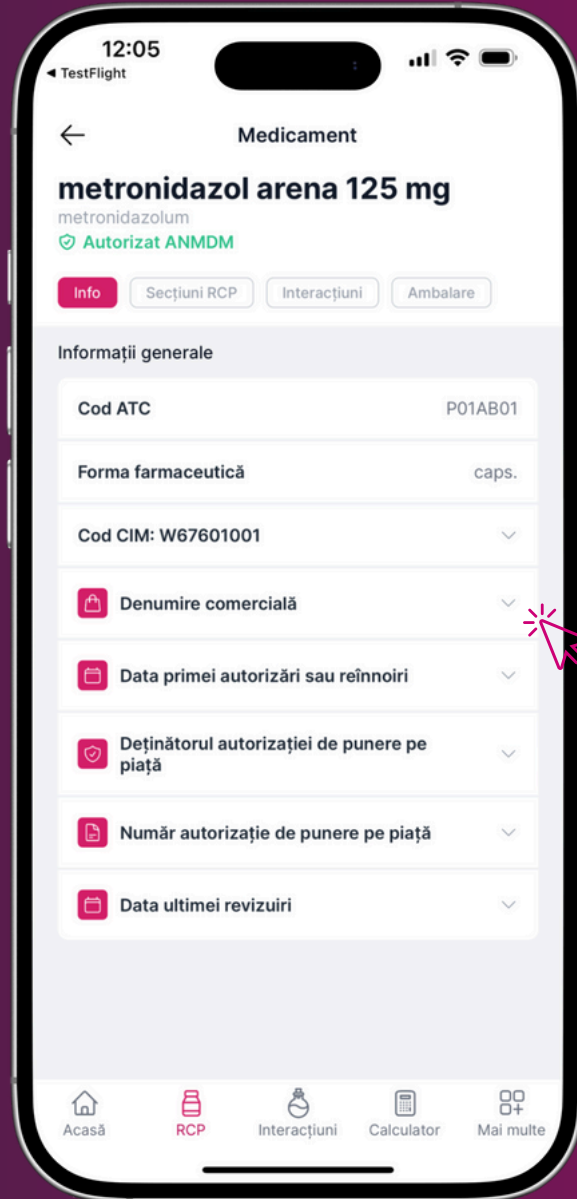 12:05
◀ TestFlight
Medicament
metronidazol arena 125 mg
metronidazolum
Autorizat ANMDM
Info
Secțiuni RCP
Interacțiuni
Ambalare
Informații generale
Cod ATC
P01AB01
Forma farmaceutică
caps.
Cod CIM: W67601001
Denumire comercială
Data primei autorizări sau reînnoiri
Deținătorul autorizației de punere pe
piață
Număr autorizație de punere pe piață
Data ultimei revizuiri
Acasă
RCP
Interacțiuni
Calculator
Mai multe